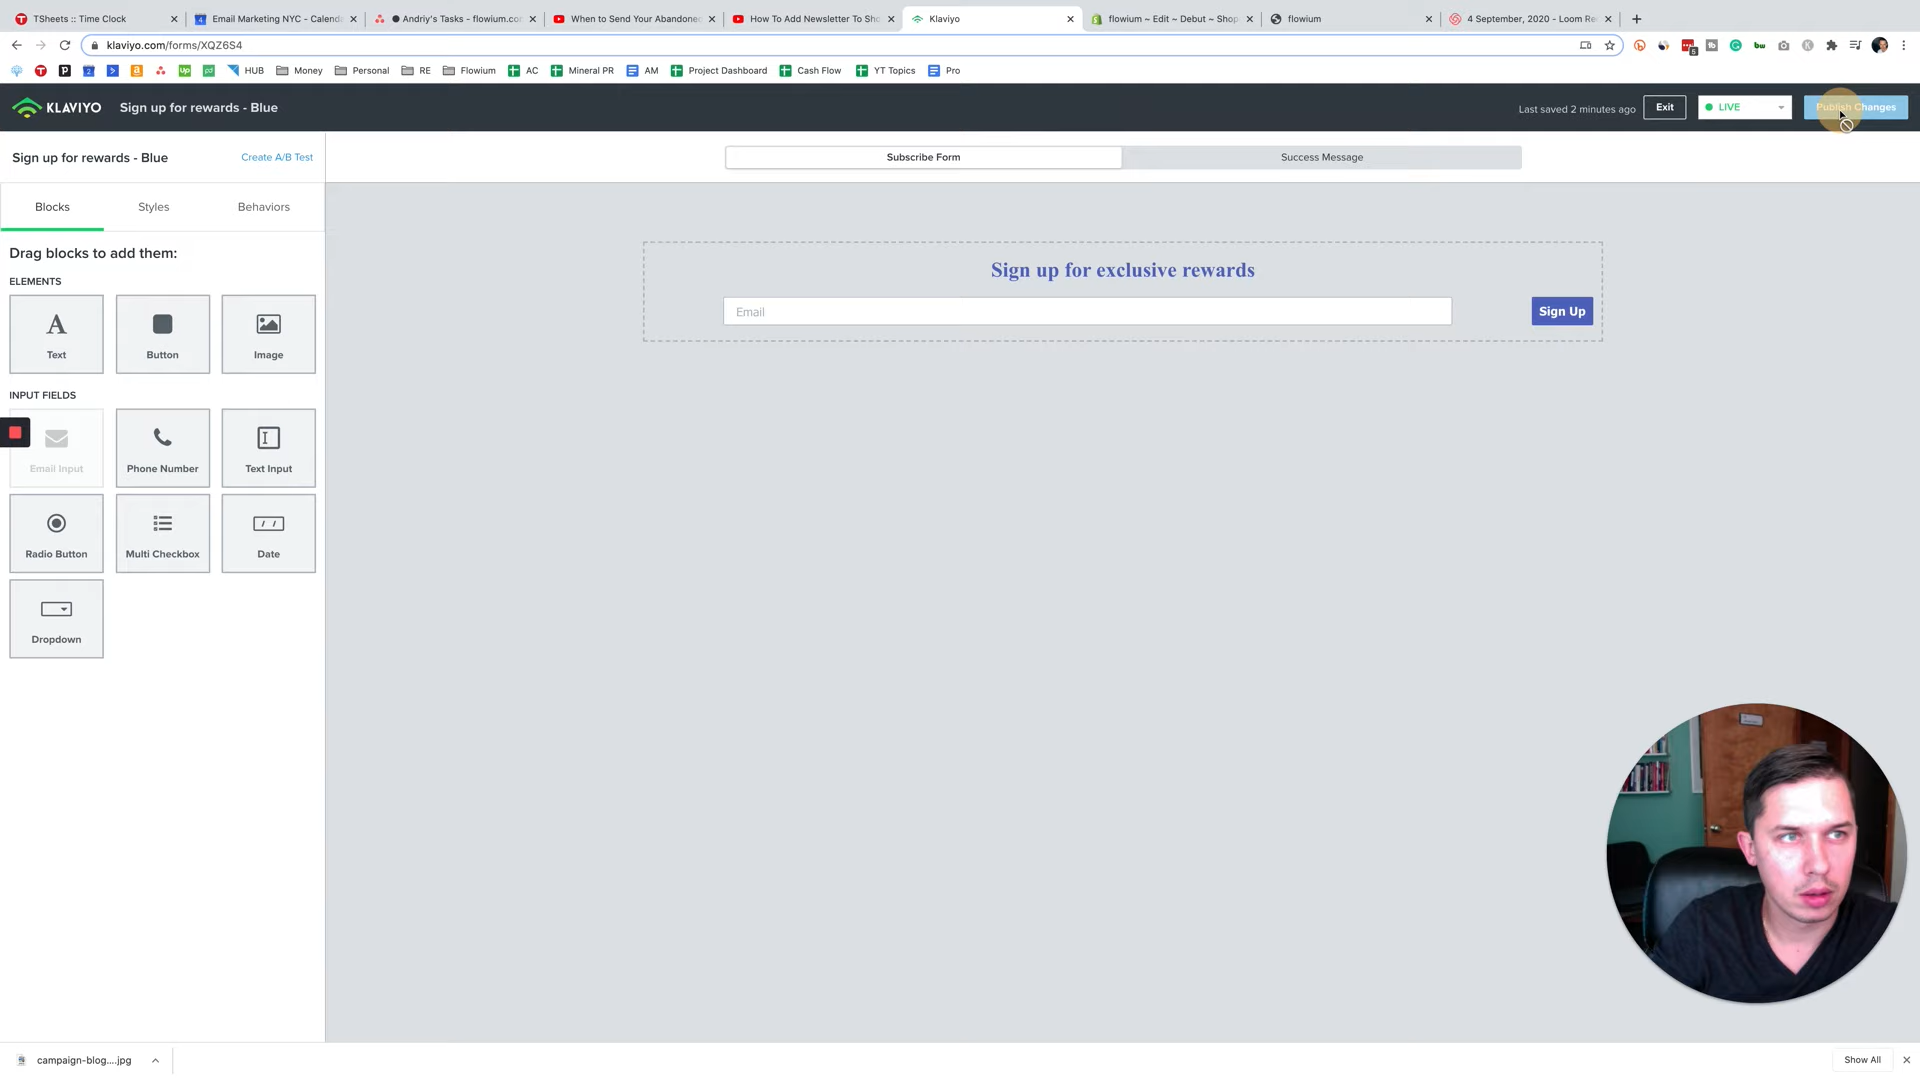 TSheets :: Time Clock
Email Marketing NYC - Calenda
Andriy's Tasks - flowium.co
When to Send Your Abandone
How To Add Newsletter To Sho
Klaviyo
flowium ~ Edit ~ Debut ~ Shop
flowium
4 September, 2020 - Loom Re
klaviyo.com/forms/XQZ6S4
HUB
Money
Personal
RE
Flowium
AC
Mineral PR
AM
Project Dashboard
Cash Flow
YT Topics
Pro
KLAVIYO
Sign up for rewards - Blue
Last saved 2 minutes ago
Exit
LIVE
Publish Changes
Sign up for rewards - Blue
Create A/B Test
Subscribe Form
Success Message
Blocks
Styles
Behaviors
Drag blocks to add them:
ELEMENTS
Text
Button
Image
INPUT FIELDS
Email Input
Phone Number
Text Input
Radio Button
Multi Checkbox
Date
Dropdown
Sign up for exclusive rewards
Email
Sign Up
campaign-blog....jpg
Show All